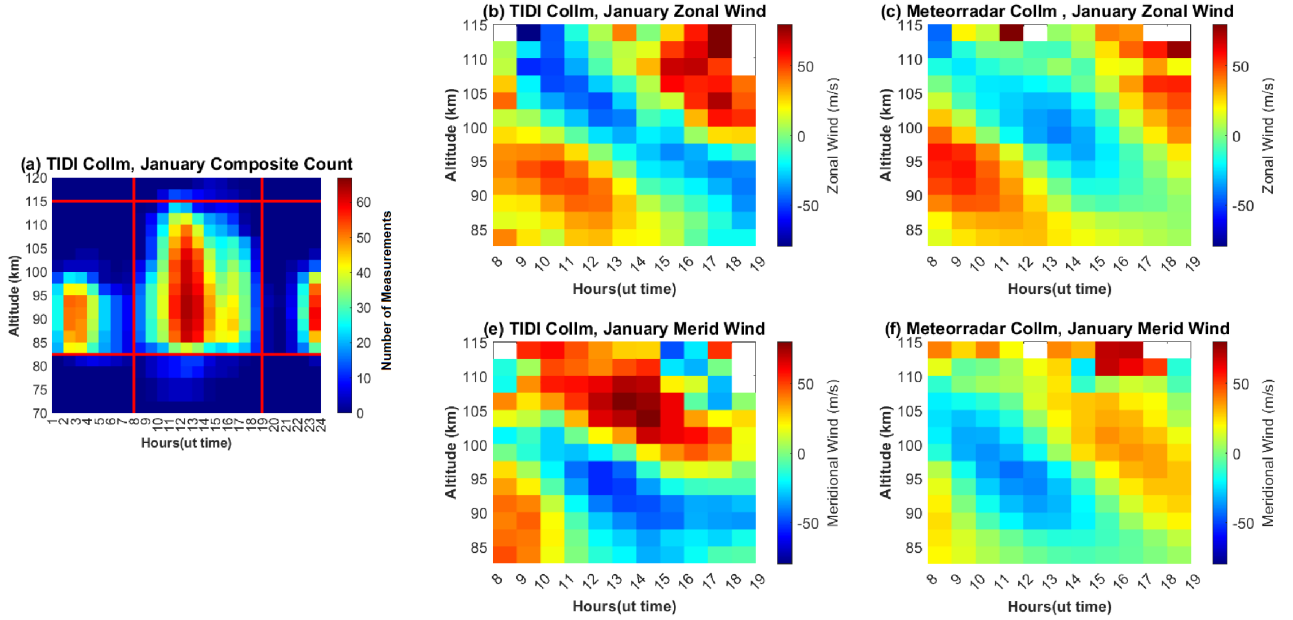 (b) TIDI Collm, January Zonal Wind
115
110
105
100
95
90
85
Altitude (km)
8 9 10 11 12 13 14 15 16 17 18 19
Hours(ut time)
50
0
-50
Zonal Wind (m/s)
(c) Meteorradar Collm , January Zonal Wind
115
110
105
100
95
90
85
Altitude (km)
8 9 10 11 12 13 14 15 16 17 18 19
Hours(ut time)
50
0
-50
Zonal Wind (m/s)
(a) TIDI Collm, January Composite Count
120
115
110
105
100
95
90
85
80
75
70
Altitude (km)
1 2 3 4 5 6 7 8 9 10 11 12 13 14 15 16 17 18 19 20 21 22 23 24
Hours(ut time)
60
50
40
30
20
10
0
Number of Measurements
(e) TIDI Collm, January Merid Wind
115
110
105
100
95
90
85
Altitude (km)
8 9 10 11 12 13 14 15 16 17 18 19
Hours(ut time)
50
0
-50
Meridional Wind (m/s)
(f) Meteorradar Collm, January Merid Wind
115
110
105
100
95
90
85
Altitude (km)
8 9 10 11 12 13 14 15 16 17 18 19
Hours(ut time)
50
0
-50
Meridional Wind (m/s)